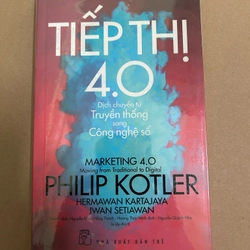 TIẾP THỊ
4.0
Dịch chuyển từ
Truyền thống
sang
Công nghệ số
MARKETING 4.0
Moving from Traditional to Digital
PHILIP KOTLER
HERMAWAN KARTAJAYA
IWAN SETIAWAN
NHÀ XUẤT BẢN TRẺ